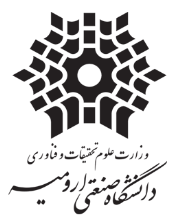 وزارت علوم تحقیقات و فناوری
دانشگاه صنعتی ارومیه